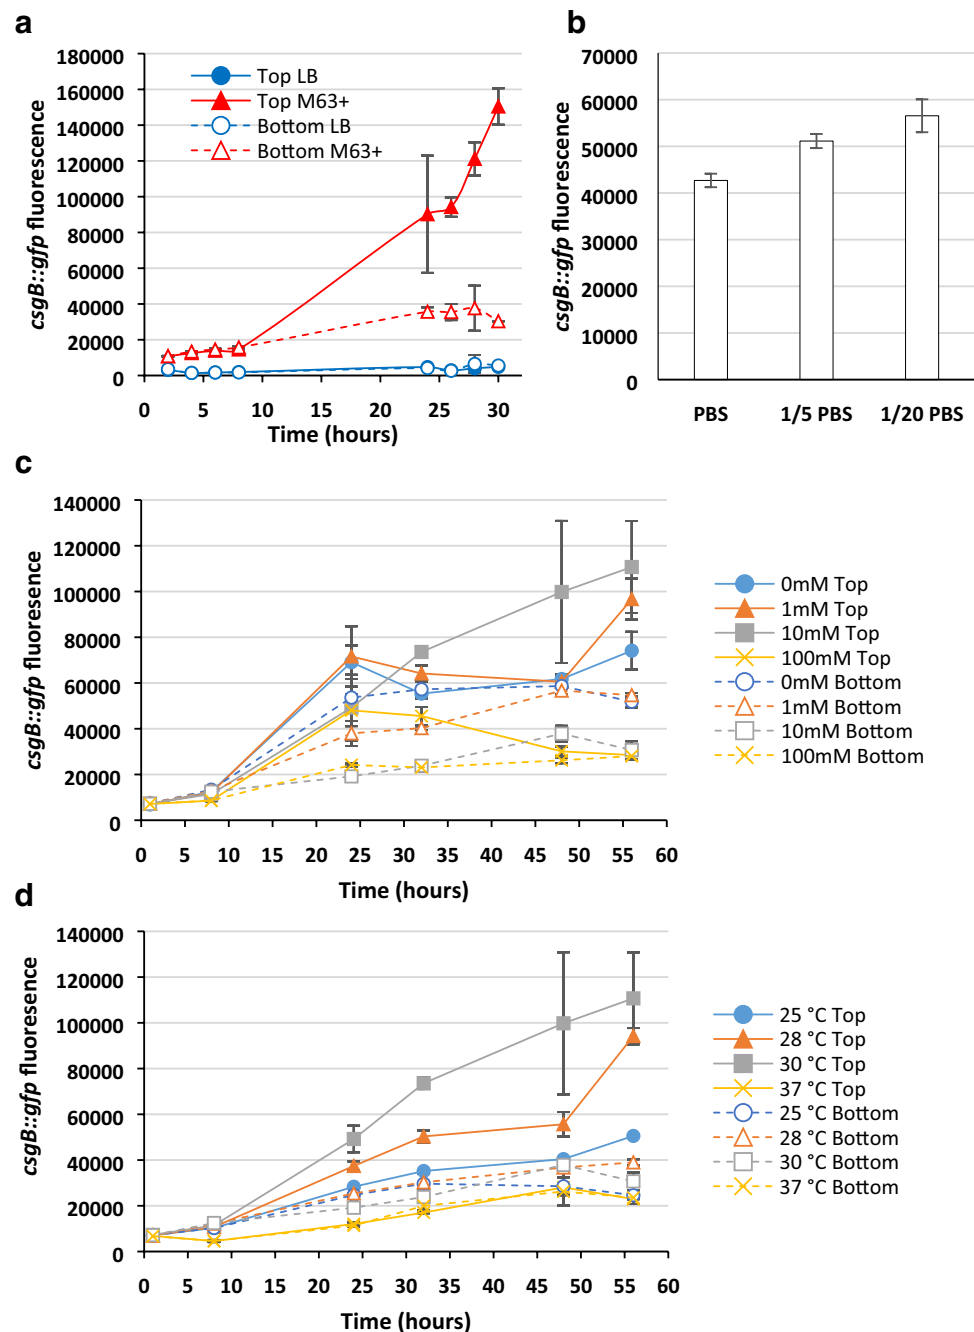 a
180000
160000
140000
120000
100000
80000
60000
40000
20000
0
csgB::gfp fluorescence
Top LB
Top M63+
Bottom LB
Bottom M63+
0 5 10 15 20 25 30
Time (hours)
b
70000
60000
50000
40000
30000
20000
10000
0
csgB::gfp fluorescence
PBS 1/5 PBS 1/20 PBS
c
140000
120000
100000
80000
60000
40000
20000
0
csgB::gfp fluoresence
0 5 10 15 20 25 30 35 40 45 50 55 60
Time (hours)
0mM Top
1mM Top
10mM Top
100mM Top
0mM Bottom
1mM Bottom
10mM Bottom
100mM Bottom
d
140000
120000
100000
80000
60000
40000
20000
0
csgB::gfp fluoresence
0 5 10 15 20 25 30 35 40 45 50 55 60
Time (hours)
25 °C Top
28 °C Top
30 °C Top
37 °C Top
25 °C Bottom
28 °C Bottom
30 °C Bottom
37 °C Bottom